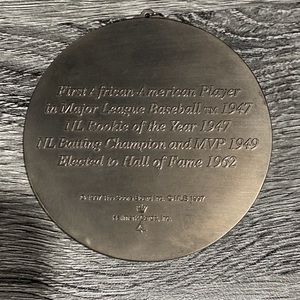 First African-American Player
in Major League Baseball TM 1947
NL Rookie of the Year 1947
NL Batting Champion and MVP 1949
Elected to Hall of Fame 1962